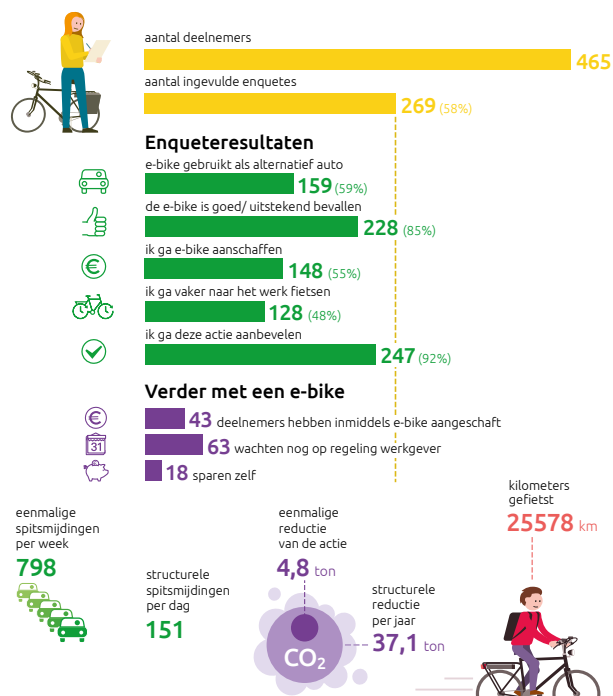 aantal deelnemers
465
aantal ingevulde enquetes
269 (58%)
Enqueteresultaten
e-bike gebruikt als alternatief auto
159 (59%)
de e-bike is goed/ uitstekend bevallen
228 (85%)
ik ga e-bike aanschaffen
€
148 (55%)
ik ga vaker naar het werk fietsen
128 (48%)
ik ga deze actie aanbevelen
247 (92%)
Verder met een e-bike
€
43 deelnemers hebben inmiddels e-bike aangeschaft
31
63 wachten nog op regeling werkgever
18 sparen zelf
eenmalige
spitsmijdingen
per week
798
structurele
spitsmijdingen
per dag
151
eenmalige
reductie
van de actie
4,8 ton
CO₂
structurele
reductie
per jaar
37,1 ton
kilometers
gefietst
25578 km